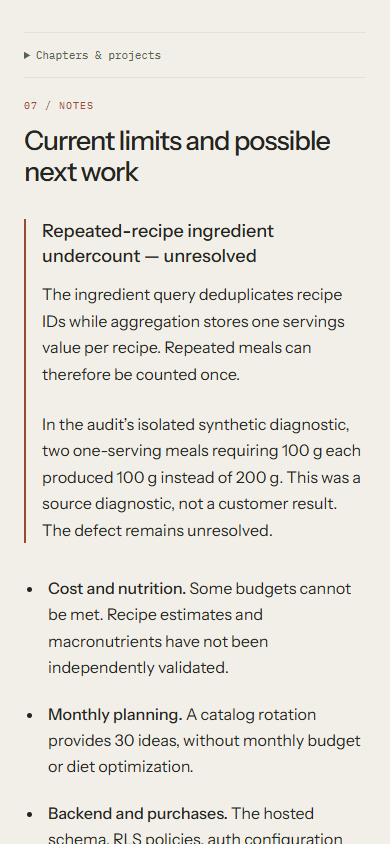 ▶ Chapters & projects
07 / NOTES
Current limits and possible
next work
Repeated-recipe ingredient
undercount — unresolved
The ingredient query deduplicates recipe
IDs while aggregation stores one servings
value per recipe. Repeated meals can
therefore be counted once.
In the audit’s isolated synthetic diagnostic,
two one-serving meals requiring 100 g each
produced 100 g instead of 200 g. This was a
source diagnostic, not a customer result.
The defect remains unresolved.
• Cost and nutrition. Some budgets cannot
be met. Recipe estimates and
macronutrients have not been
independently validated.
• Monthly planning. A catalog rotation
provides 30 ideas, without monthly budget
or diet optimization.
• Backend and purchases. The hosted
schema, RLS policies, auth configuration